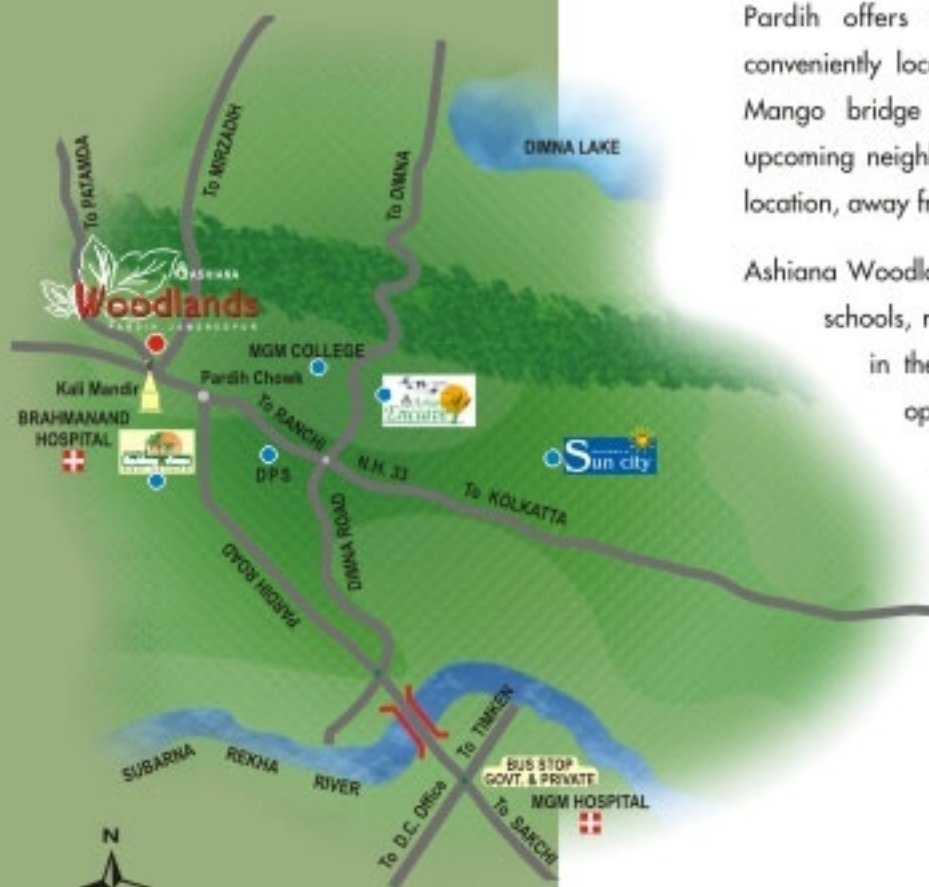 Pardih offers
conveniently loc
Mango bridge
upcoming neighl
location, away fr
Ashiana Woodl
schools, r
in the
op
To PATAMDA
To MIRZADIH
To DIMNA
DIMNA LAKE
ASHIANA
Woodlands
PARDIH JAMSHEDPUR
MGM COLLEGE
Kali Mandir
Pardih Chowk
BRAHMANAND
HOSPITAL
To RANCHI
Enclave
DPS
N.H. 33
Sun city
To KOLKATTA
DIMNA ROAD
PARDIH ROAD
SUBARNA REKHA RIVER
To TIMKEN
BUS STOP
GOVT. & PRIVATE
To D.C. Office
MGM HOSPITAL
To SAKCHI
N